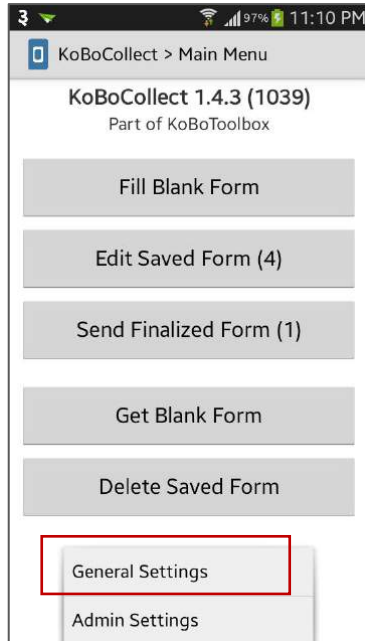 3 97% 11:10 PM
KoBoCollect > Main Menu
KoBoCollect 1.4.3 (1039)
Part of KoBoToolbox
Fill Blank Form
Edit Saved Form (4)
Send Finalized Form (1)
Get Blank Form
Delete Saved Form
General Settings
Admin Settings